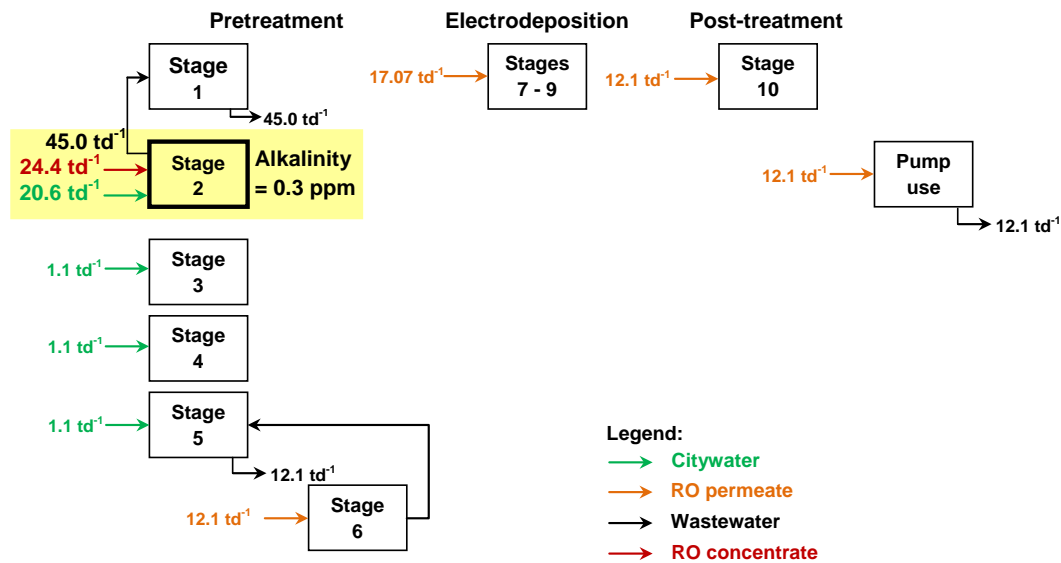 Pretreatment
Electrodeposition
Post-treatment
Stage
1
45.0 td⁻¹
17.07 td⁻¹
Stages
7 - 9
12.1 td⁻¹
Stage
10
45.0 td⁻¹
24.4 td⁻¹
20.6 td⁻¹
Stage
2
Alkalinity
= 0.3 ppm
12.1 td⁻¹
Pump
use
12.1 td⁻¹
1.1 td⁻¹
Stage
3
1.1 td⁻¹
Stage
4
1.1 td⁻¹
Stage
5
12.1 td⁻¹
12.1 td⁻¹
Stage
6
Legend:
Citywater
RO permeate
Wastewater
RO concentrate